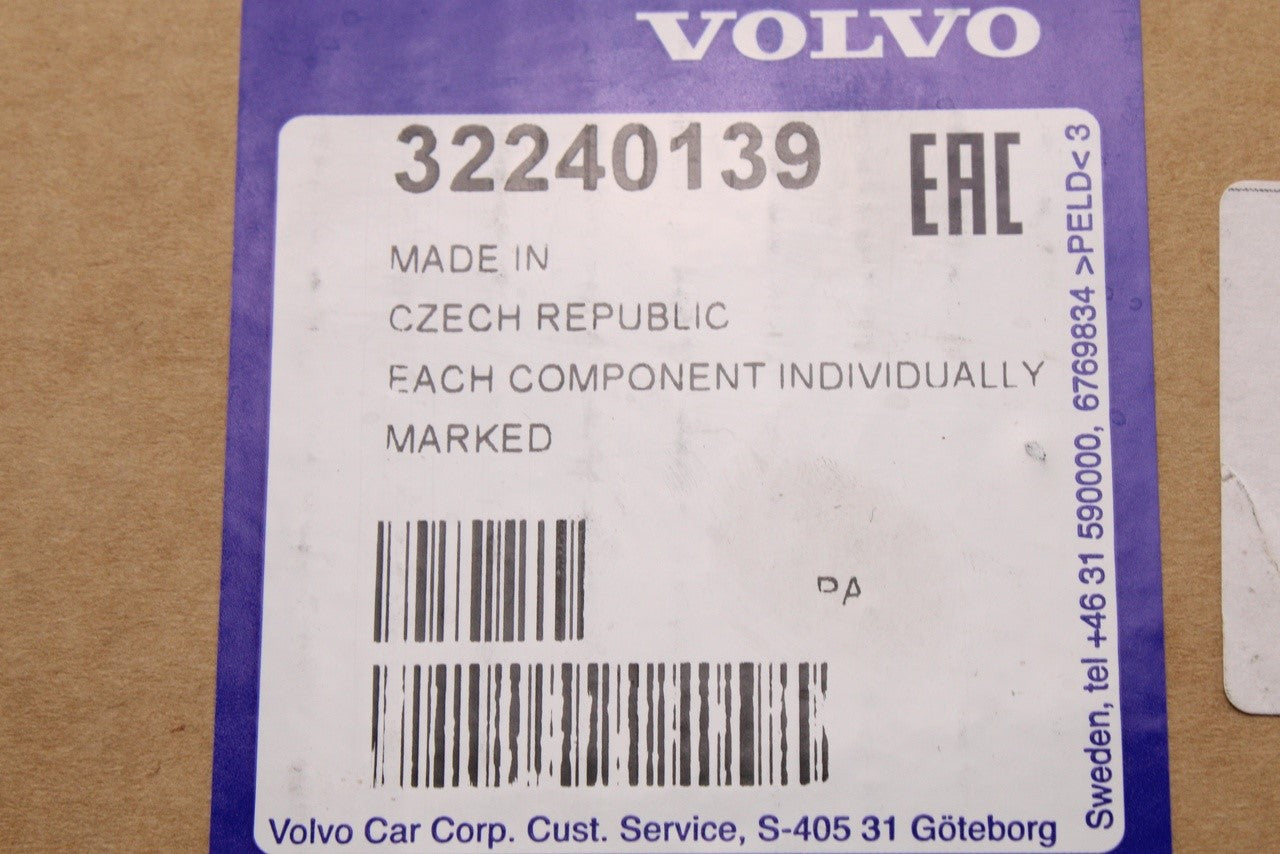 VOLVO
32240139
EAC
MADE IN
CZECH REPUBLIC
EACH COMPONENT INDIVIDUALLY
MARKED
PA
Volvo Car Corp. Cust. Service, S-405 31 Göteborg
Sweden, tel +46 31 590000, 6769834 >PELD< 3